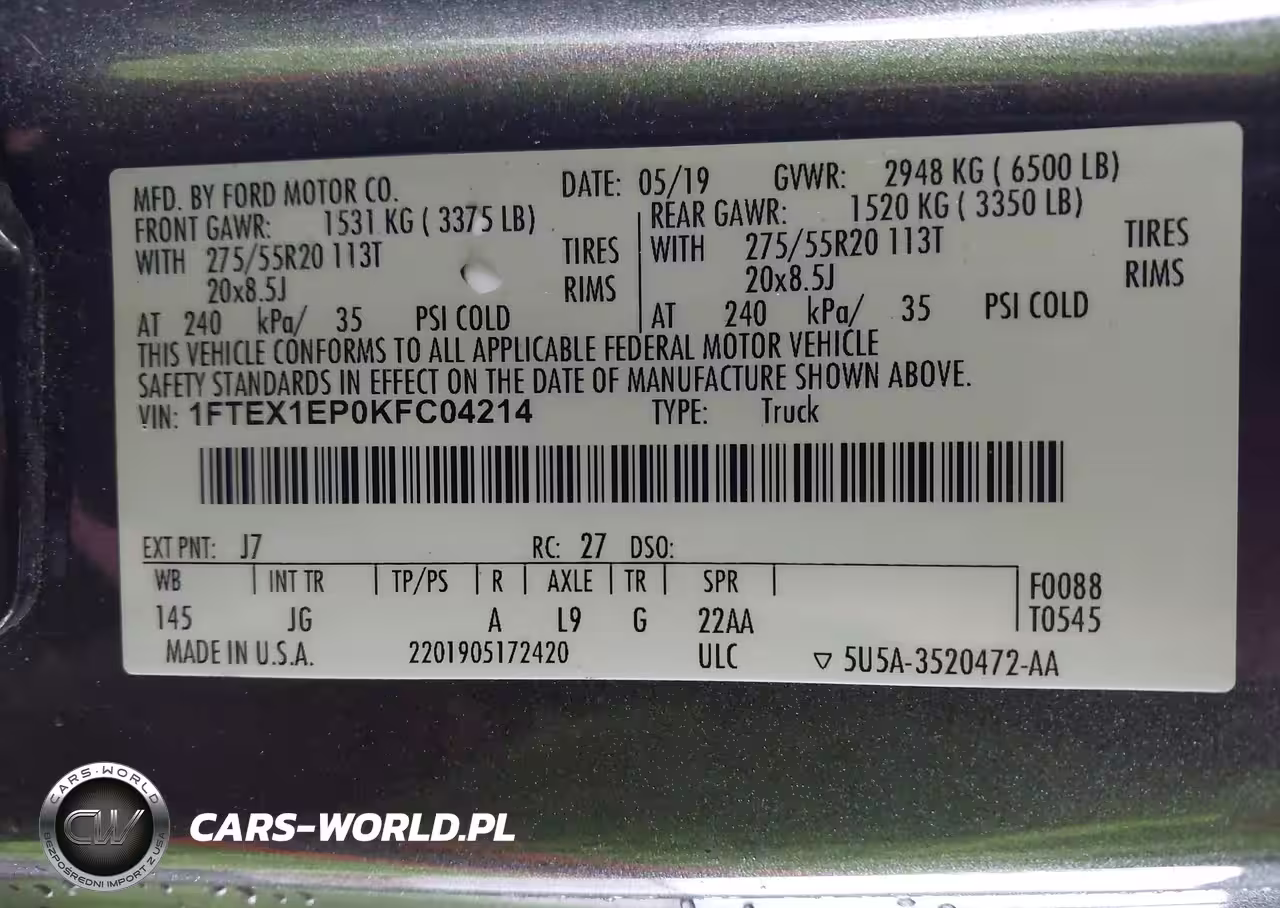 MFD. BY FORD MOTOR CO. DATE: 05/19 GVWR: 2948 KG ( 6500 LB)
FRONT GAWR: 1531 KG ( 3375 LB) REAR GAWR: 1520 KG ( 3350 LB)
WITH 275/55R20 113T TIRES WITH 275/55R20 113T TIRES
20x8.5J RIMS 20x8.5J RIMS
AT 240 kPa/ 35 PSI COLD AT 240 kPa/ 35 PSI COLD
THIS VEHICLE CONFORMS TO ALL APPLICABLE FEDERAL MOTOR VEHICLE
SAFETY STANDARDS IN EFFECT ON THE DATE OF MANUFACTURE SHOWN ABOVE.
VIN: 1FTEX1EP0KFC04214 TYPE: Truck
EXT PNT: J7 RC: 27 DSO:
WB INT TR TP/PS R AXLE TR SPR F0088
145 JG A L9 G 22AA T0545
MADE IN U.S.A. 2201905172420 ULC ▽ 5U5A-3520472-AA
CARS-WORLD
CW
BEZPOŚREDNI IMPORT Z USA
CARS-WORLD.PL